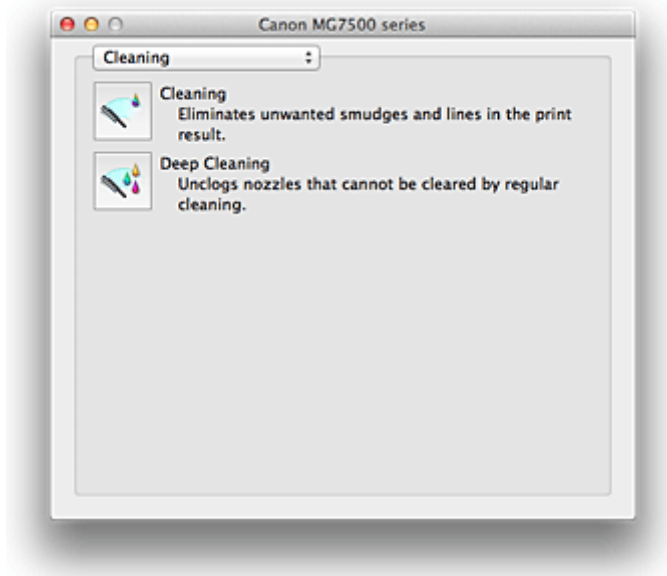 Canon MG7500 series
Cleaning
Cleaning
Eliminates unwanted smudges and lines in the print
result.
Deep Cleaning
Unclogs nozzles that cannot be cleared by regular
cleaning.